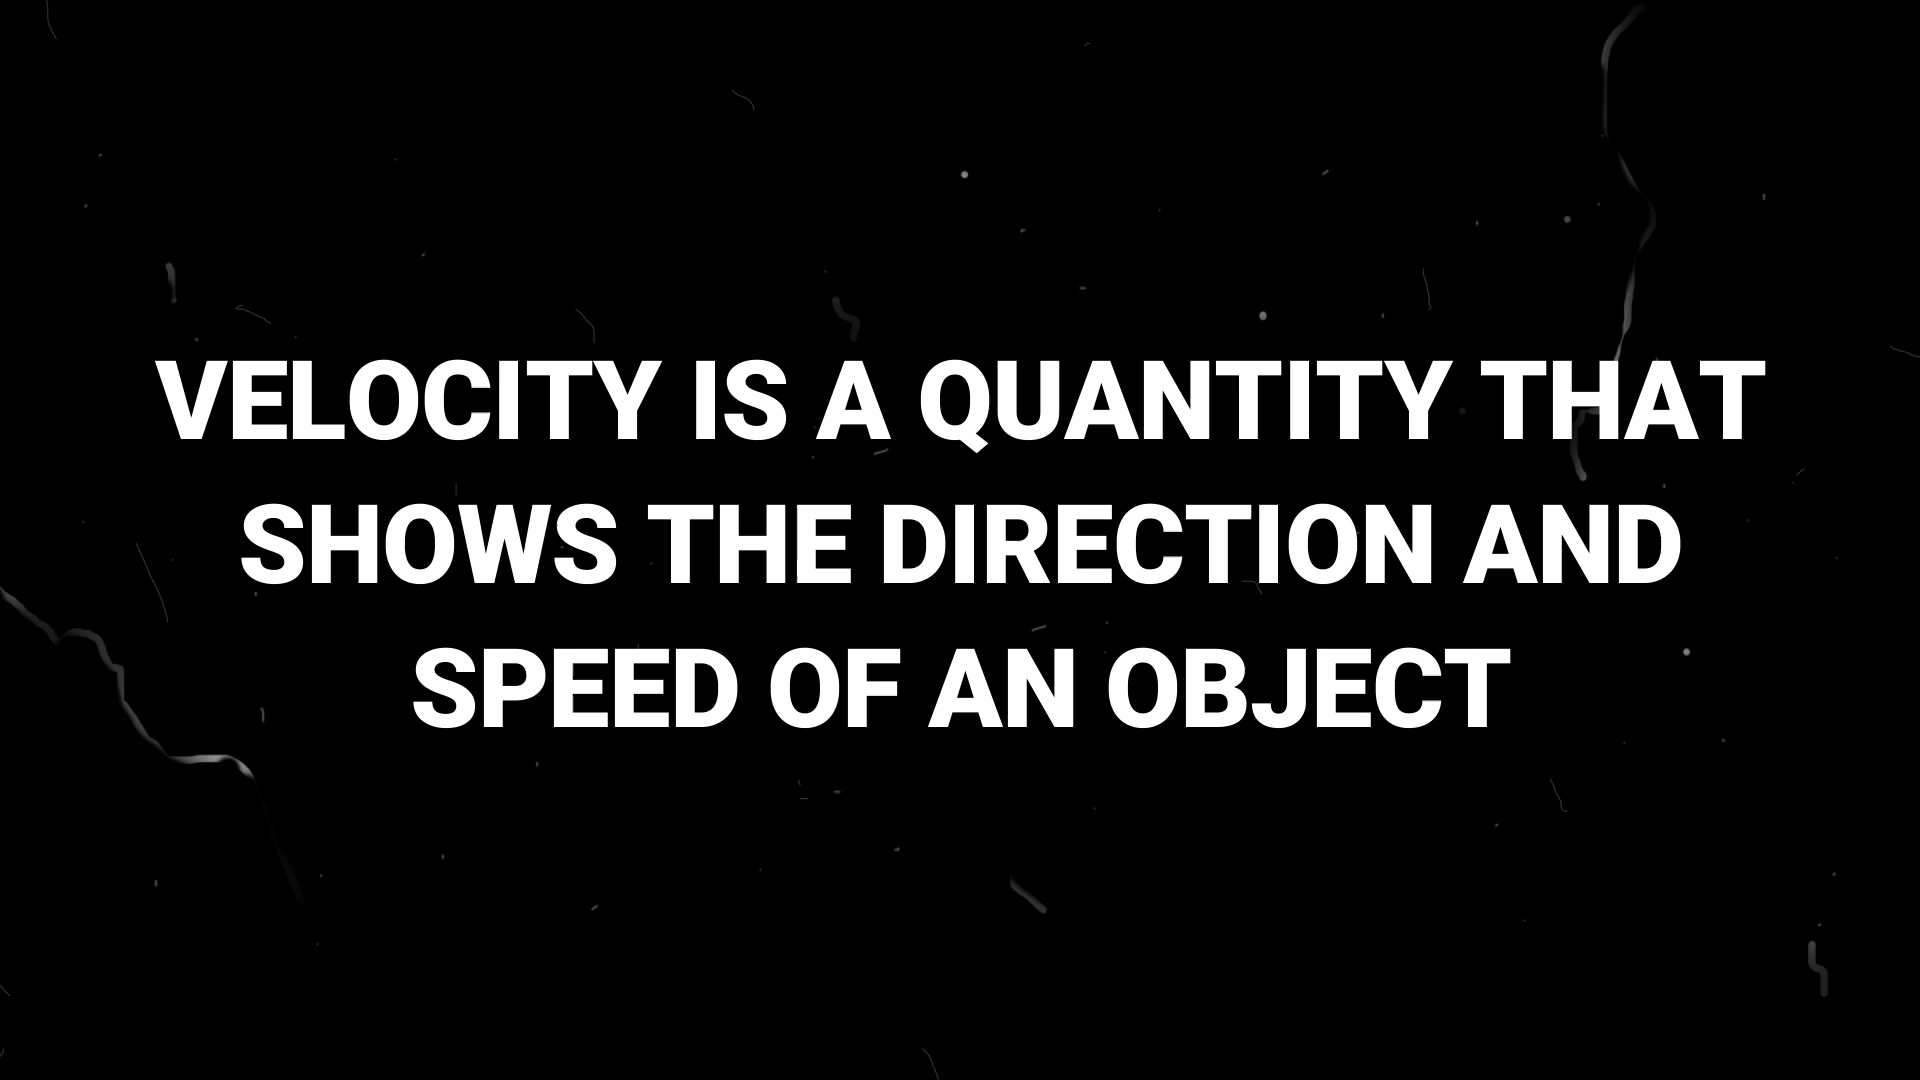 VELOCITY IS A QUANTITY THAT
SHOWS THE DIRECTION AND
SPEED OF AN OBJECT